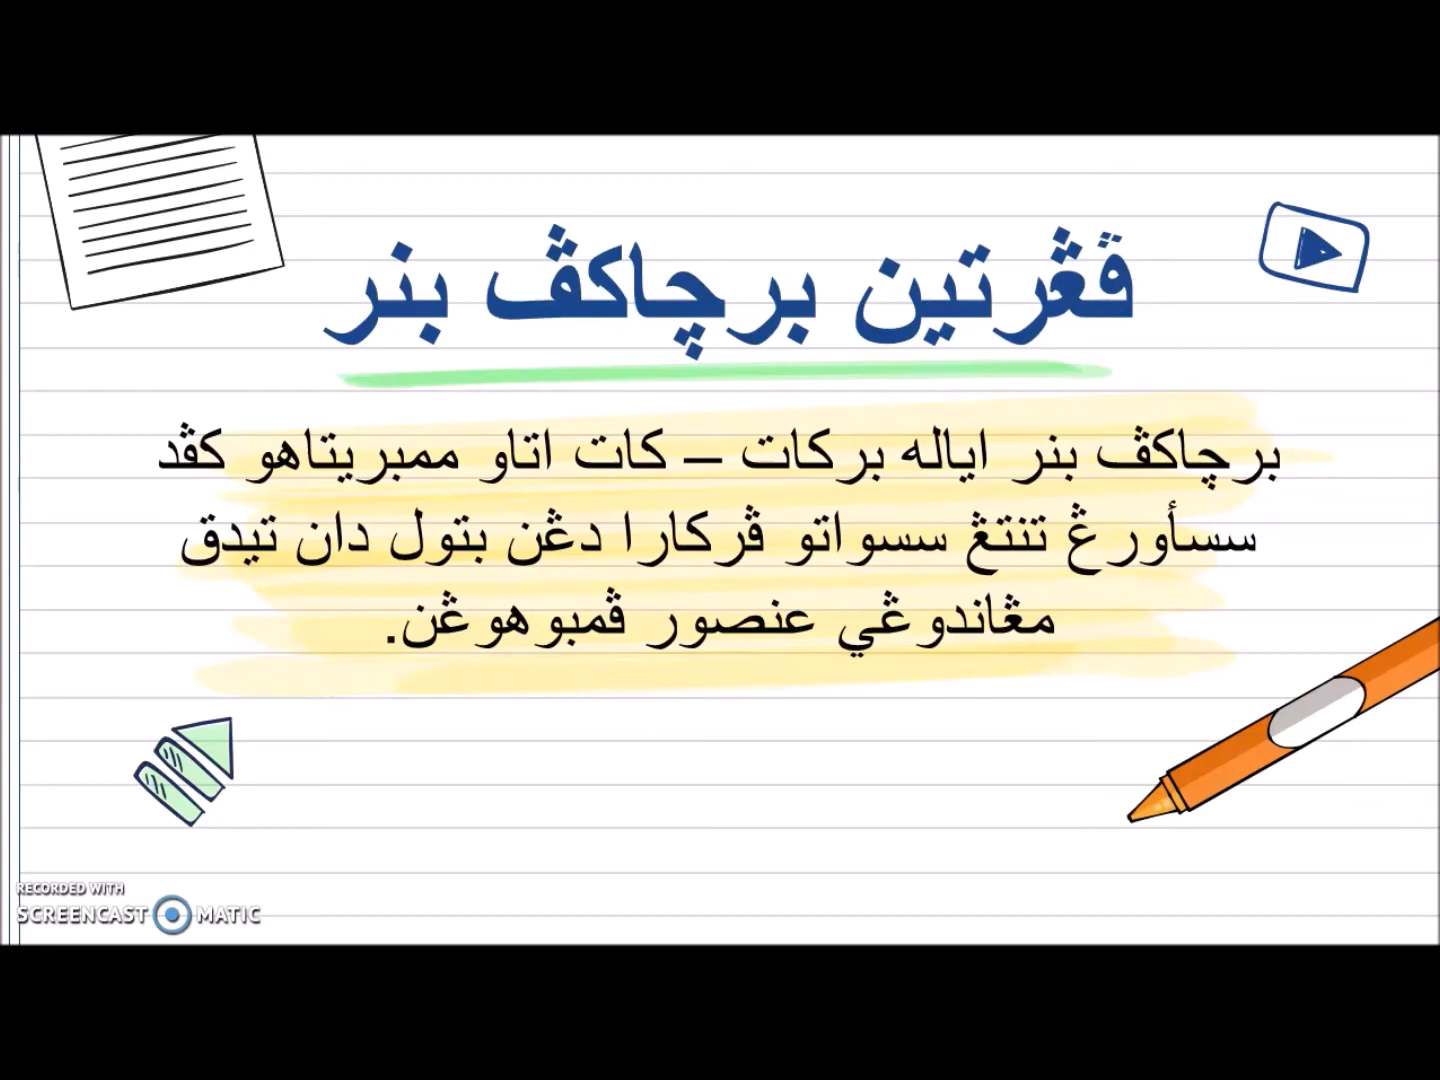 ڤڠرتين برچاكڤ بنر
برچاكڤ بنر اياله بركات – كات اتاو ممبريتاهو كڤد
سسأورڠ تنتڠ سسواتو ڤركارا دڠن بتول دان تيدق
مڠاندوڠي عنصور ڤمبوهوڠن.
RECORDED WITH
SCREENCAST MATIC